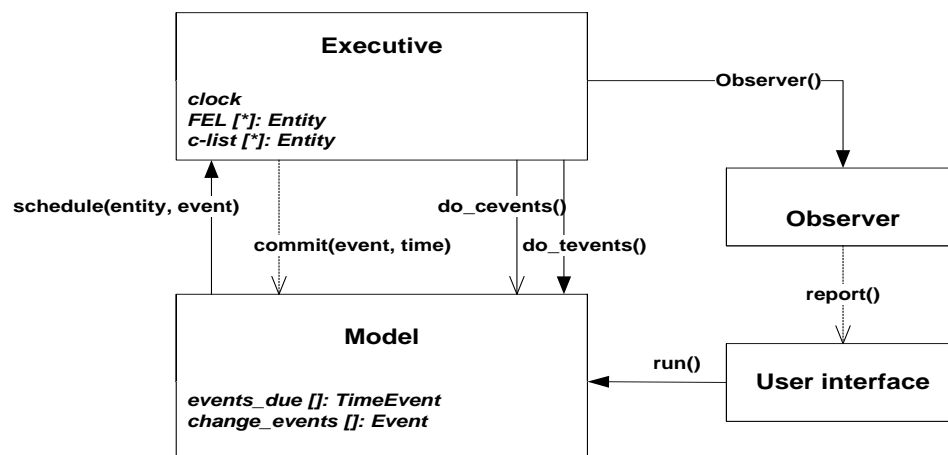 Executive
Observer()
clock
FEL [*]: Entity
c-list [*]: Entity
schedule(entity, event)
do_cevents()
Observer
commit(event, time)
do_tevents()
report()
Model
run()
User interface
events_due []: TimeEvent
change_events []: Event